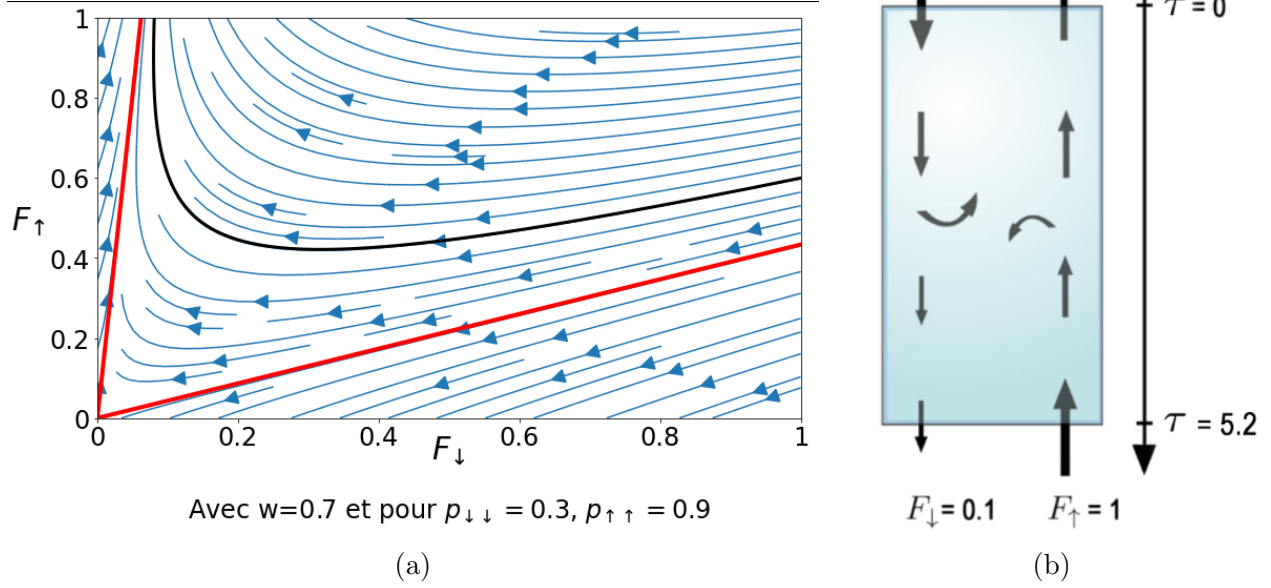 1
0.8
0.6
F↑
0.4
0.2
0
0
0.2
0.4
F↓
0.6
0.8
1
Avec w=0.7 et pour p↓↓ = 0.3, p↑↑ = 0.9
(a)
τ = 0
τ = 5.2
F↓ = 0.1
F↑ = 1
(b)